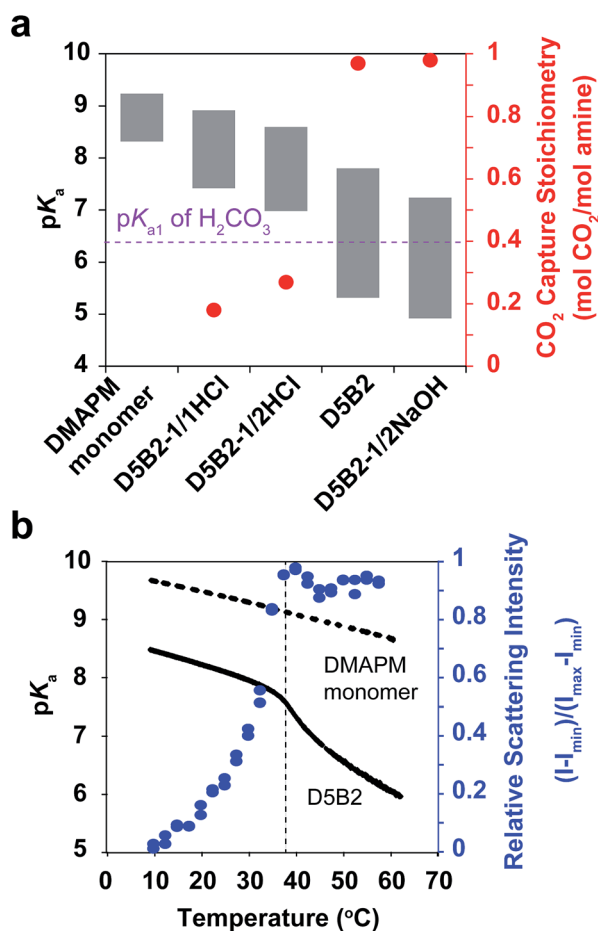 a
10
9
8
7
6
5
4
pKa
pKa1 of H2CO3
1
0.8
0.6
0.4
0.2
0
CO2 Capture Stoichiometry
(mol CO2/mol amine)
DMAPM
monomer
D5B2-1/1HCl
D5B2-1/2HCl
D5B2
D5B2-1/2NaOH
b
10
9
8
7
6
5
pKa
DMAPM
monomer
D5B2
1
0.8
0.6
0.4
0.2
0
Relative Scattering Intensity
(I-Imin)/(Imax-Imin)
0 10 20 30 40 50 60 70
Temperature (oC)